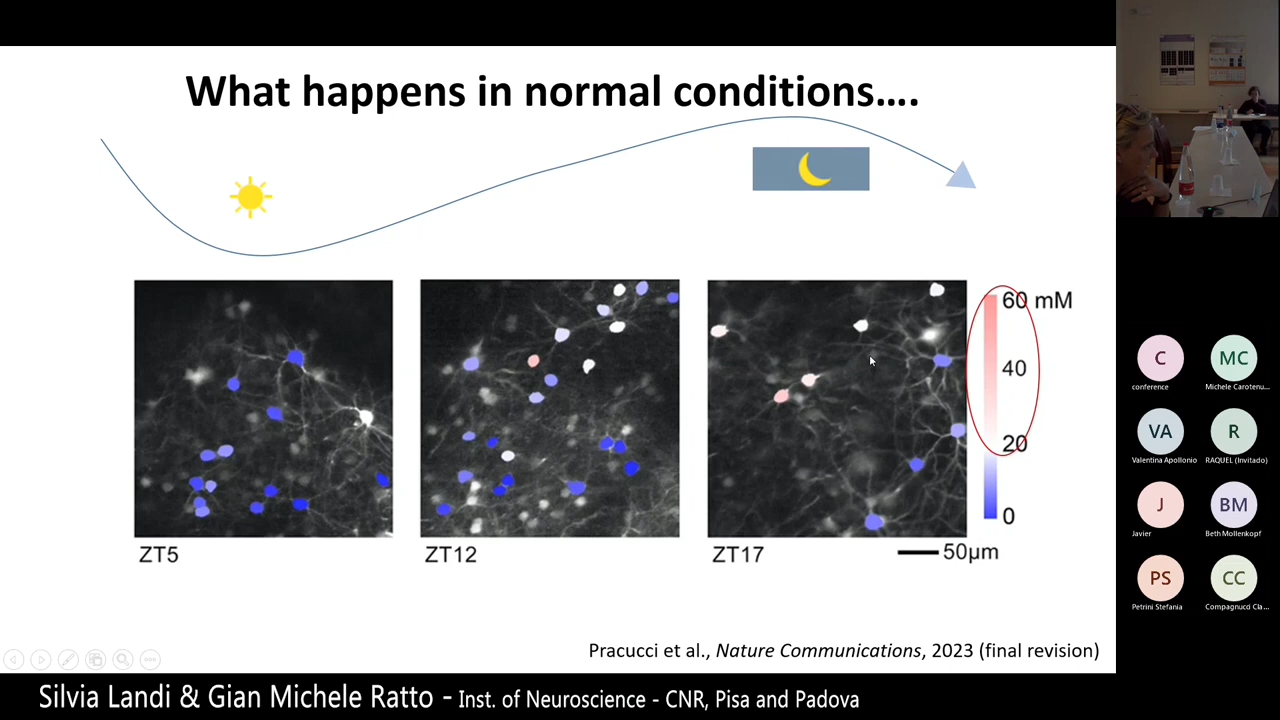 What happens in normal conditions….
60 mM
40
20
0
ZT5
ZT12
ZT17
50µm
Pracucci et al., Nature Communications, 2023 (final revision)
Silvia Landi & Gian Michele Ratto - Inst. of Neuroscience - CNR, Pisa and Padova
C
conference
MC
Michele Carotenu...
VA
Valentina Apollonio
R
RAQUEL (Invitado)
J
Javier
BM
Beth Mollenkopf
PS
Petrini Stefania
CC
Compagnucci Cla...